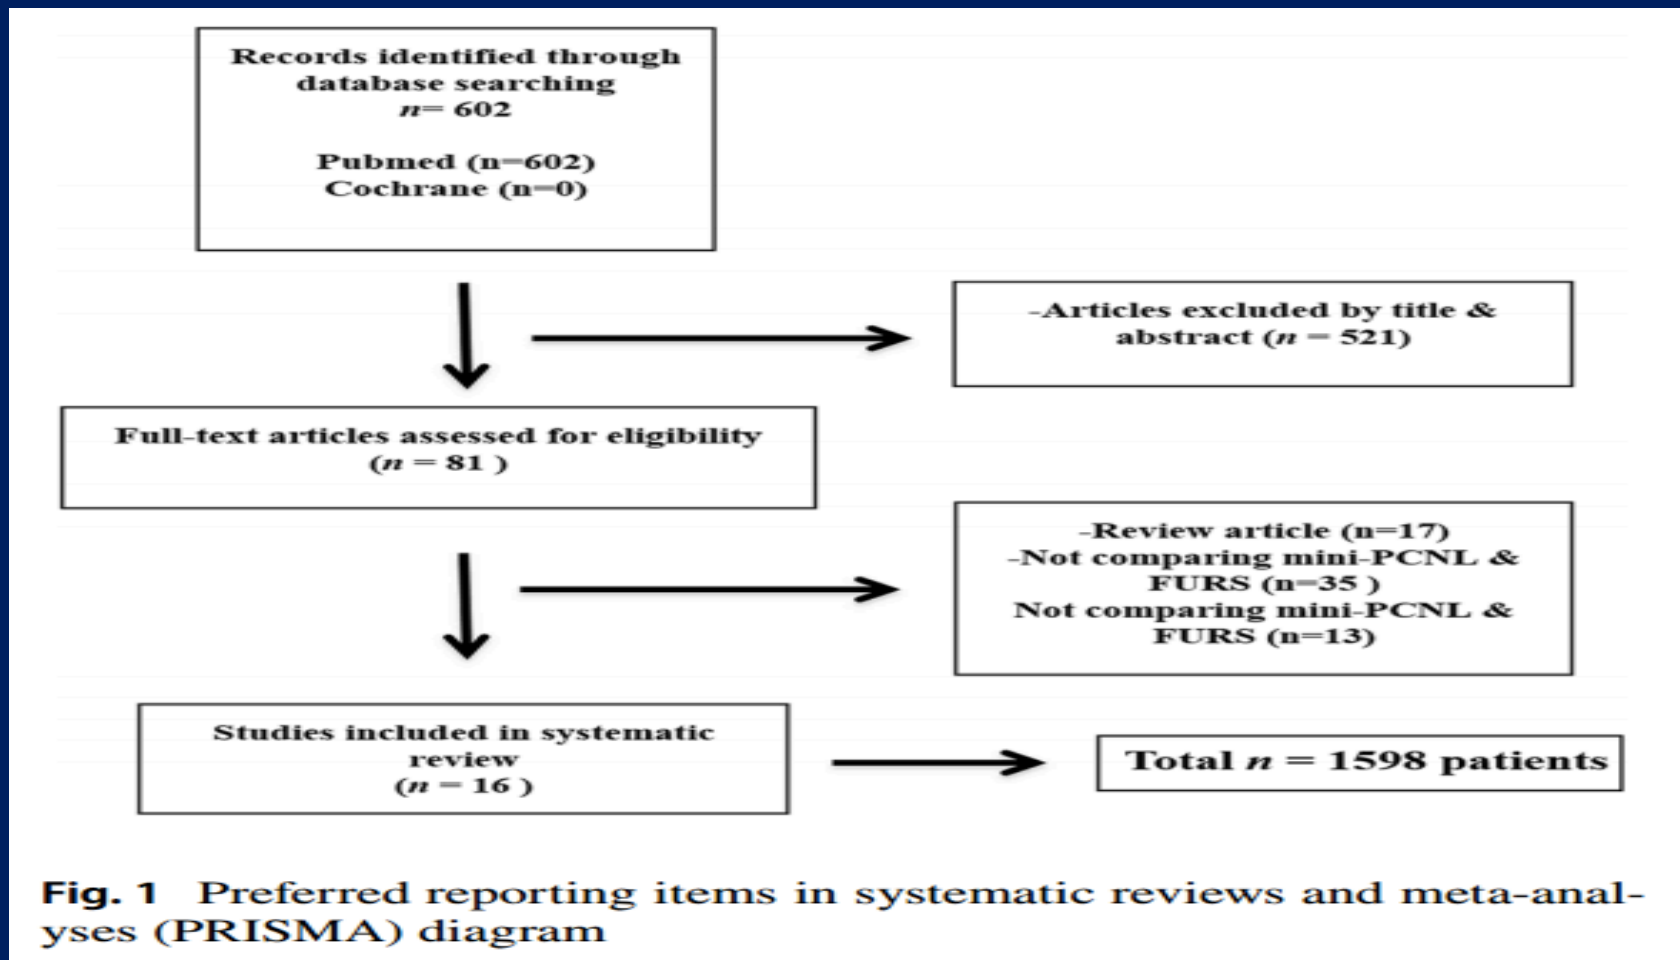 Records identified through
database searching
n= 602
Pubmed (n=602)
Cochrane (n=0)
-Articles excluded by title &
abstract (n = 521)
Full-text articles assessed for eligibility
(n = 81 )
-Review article (n=17)
-Not comparing mini-PCNL &
FURS (n=35 )
Not comparing mini-PCNL &
FURS (n=13)
Studies included in systematic
review
(n = 16 )
Total n = 1598 patients
Fig. 1 Preferred reporting items in systematic reviews and meta-anal-
yses (PRISMA) diagram